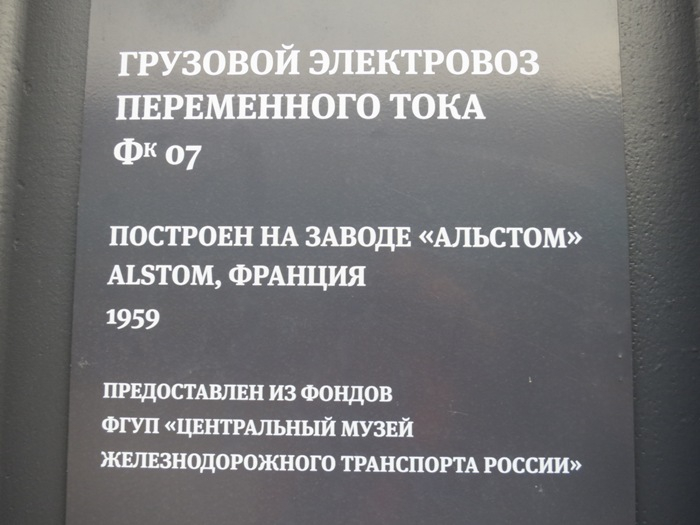 ГРУЗОВОЙ ЭЛЕКТРОВОЗ
ПЕРЕМЕННОГО ТОКА
Фᴷ 07
ПОСТРОЕН НА ЗАВОДЕ «АЛЬСТОМ»
ALSTOM, ФРАНЦИЯ
1959
ПРЕДОСТАВЛЕН ИЗ ФОНДОВ
ФГУП «ЦЕНТРАЛЬНЫЙ МУЗЕЙ
ЖЕЛЕЗНОДОРОЖНОГО ТРАНСПОРТА РОССИИ»